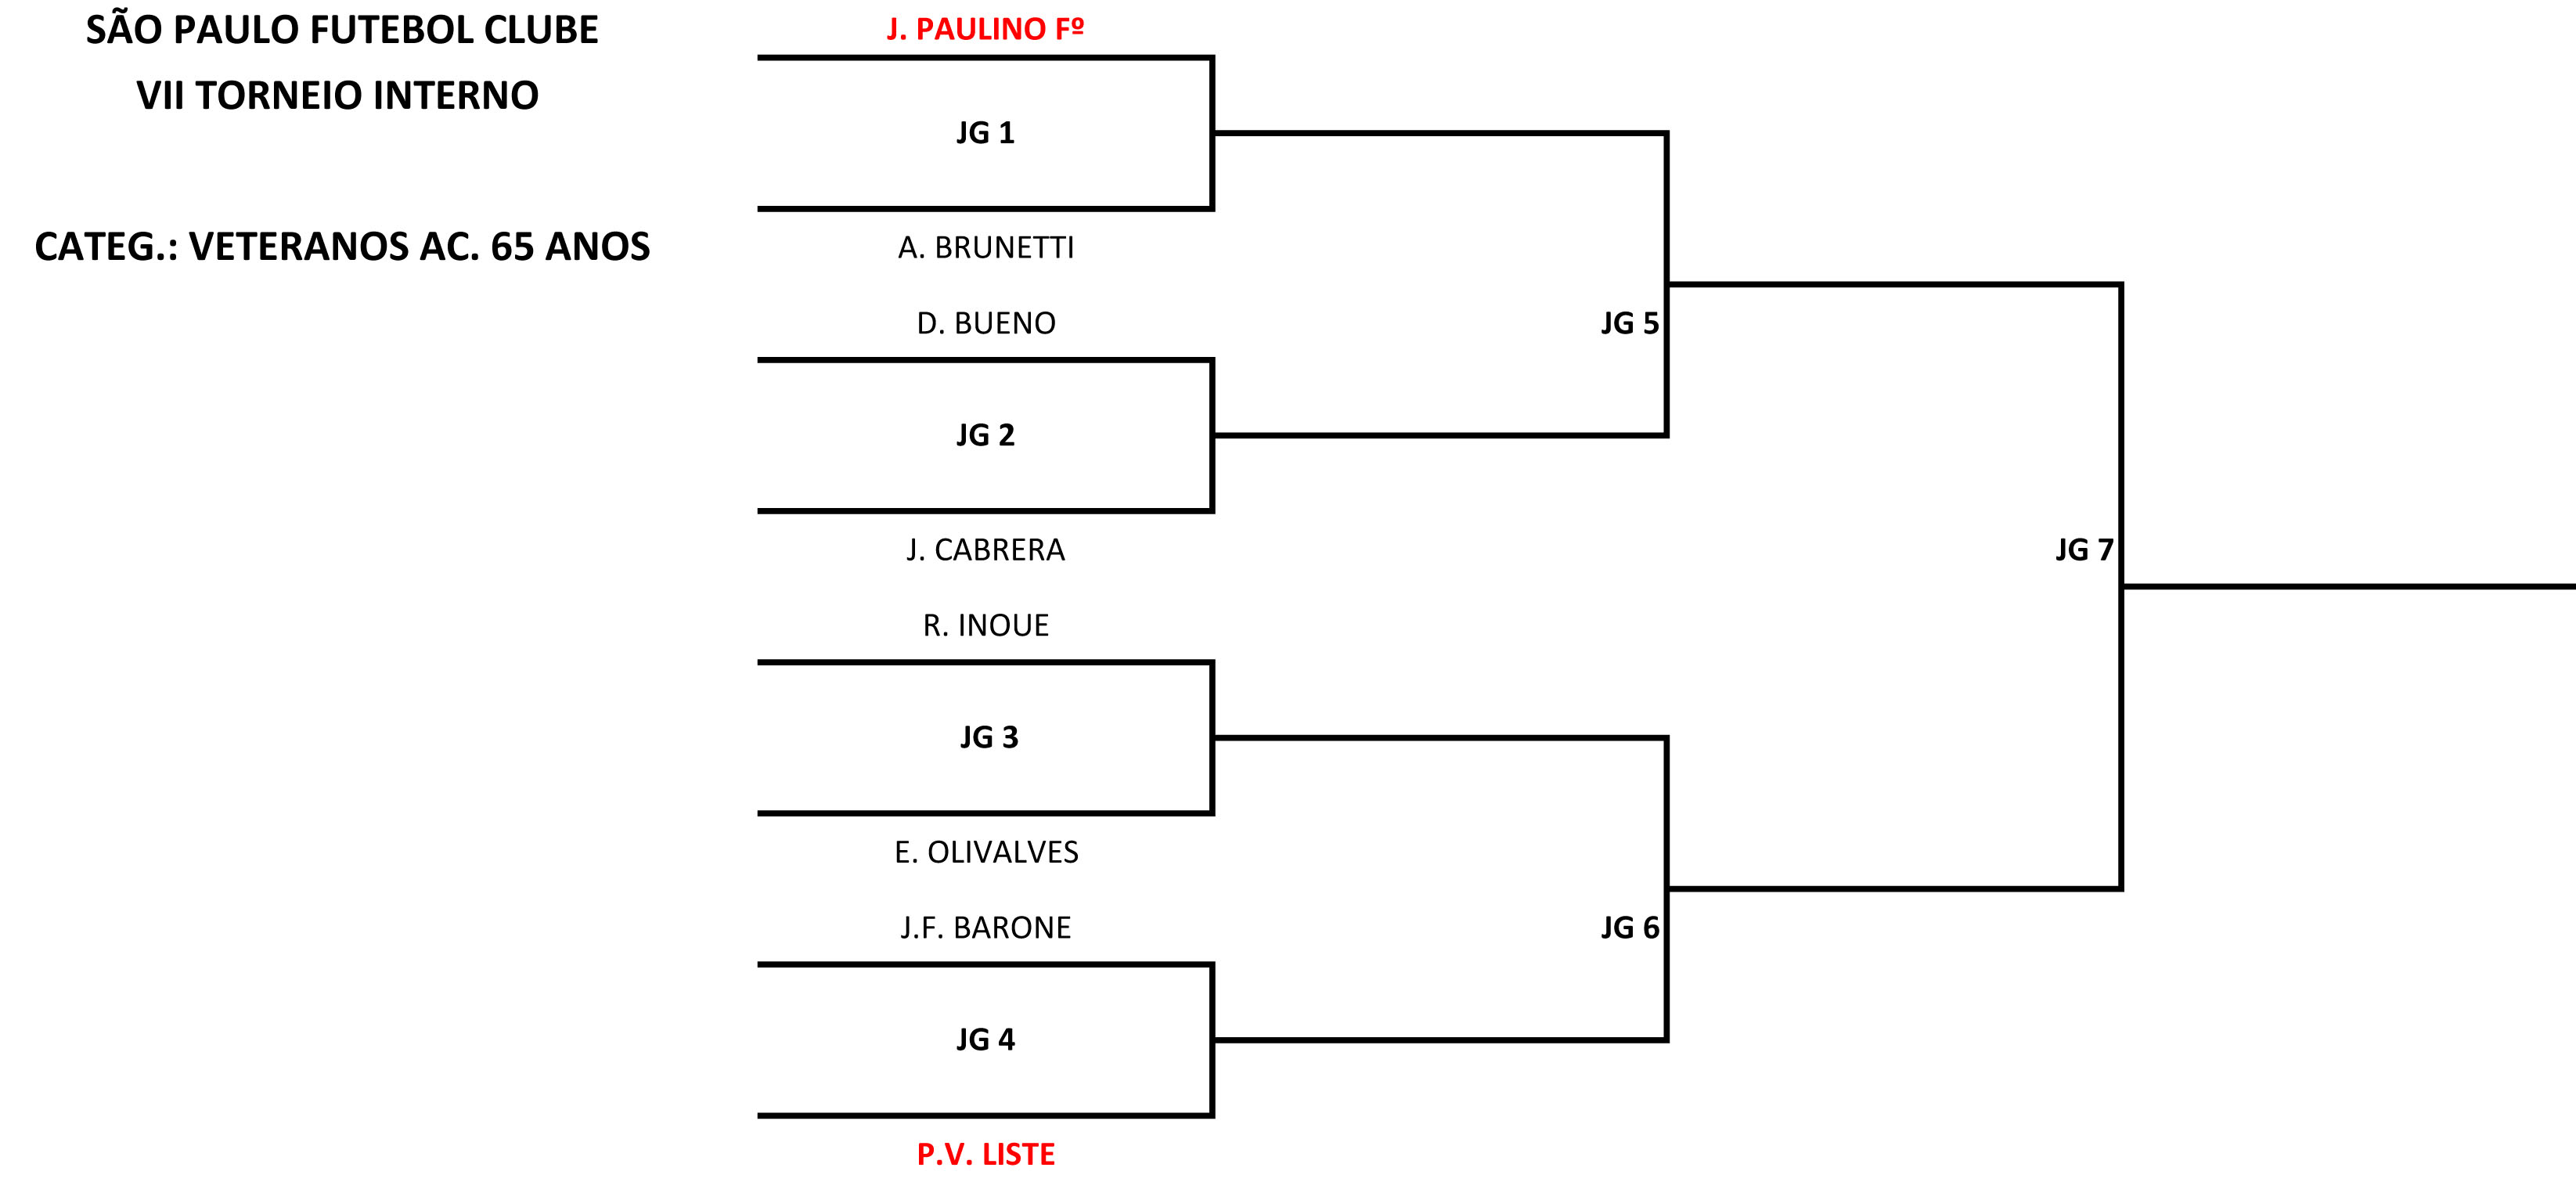 SÃO PAULO FUTEBOL CLUBE
VII TORNEIO INTERNO
CATEG.: VETERANOS AC. 65 ANOS
J. PAULINO Fº
JG 1
A. BRUNETTI
D. BUENO
JG 2
J. CABRERA
R. INOUE
JG 3
E. OLIVALVES
J.F. BARONE
JG 4
P.V. LISTE
JG 5
JG 6
JG 7